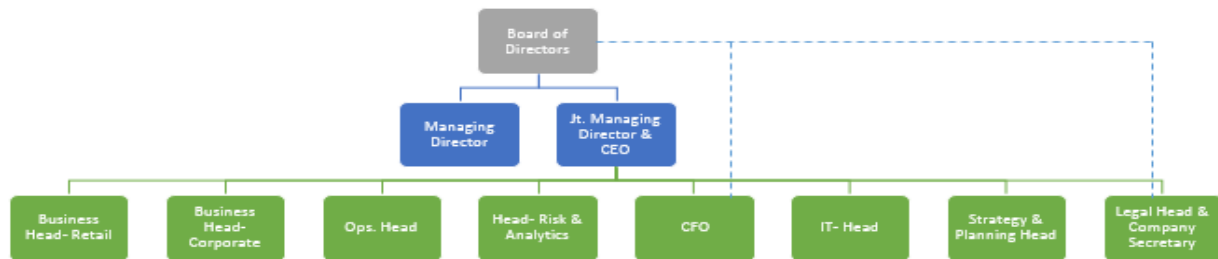 Board of
Directors
Managing
Director
Jt. Managing
Director &
CEO
Business
Head- Retail
Business
Head-
Corporate
Ops. Head
Head- Risk &
Analytics
CFO
IT- Head
Strategy &
Planning Head
Legal Head &
Company
Secretary